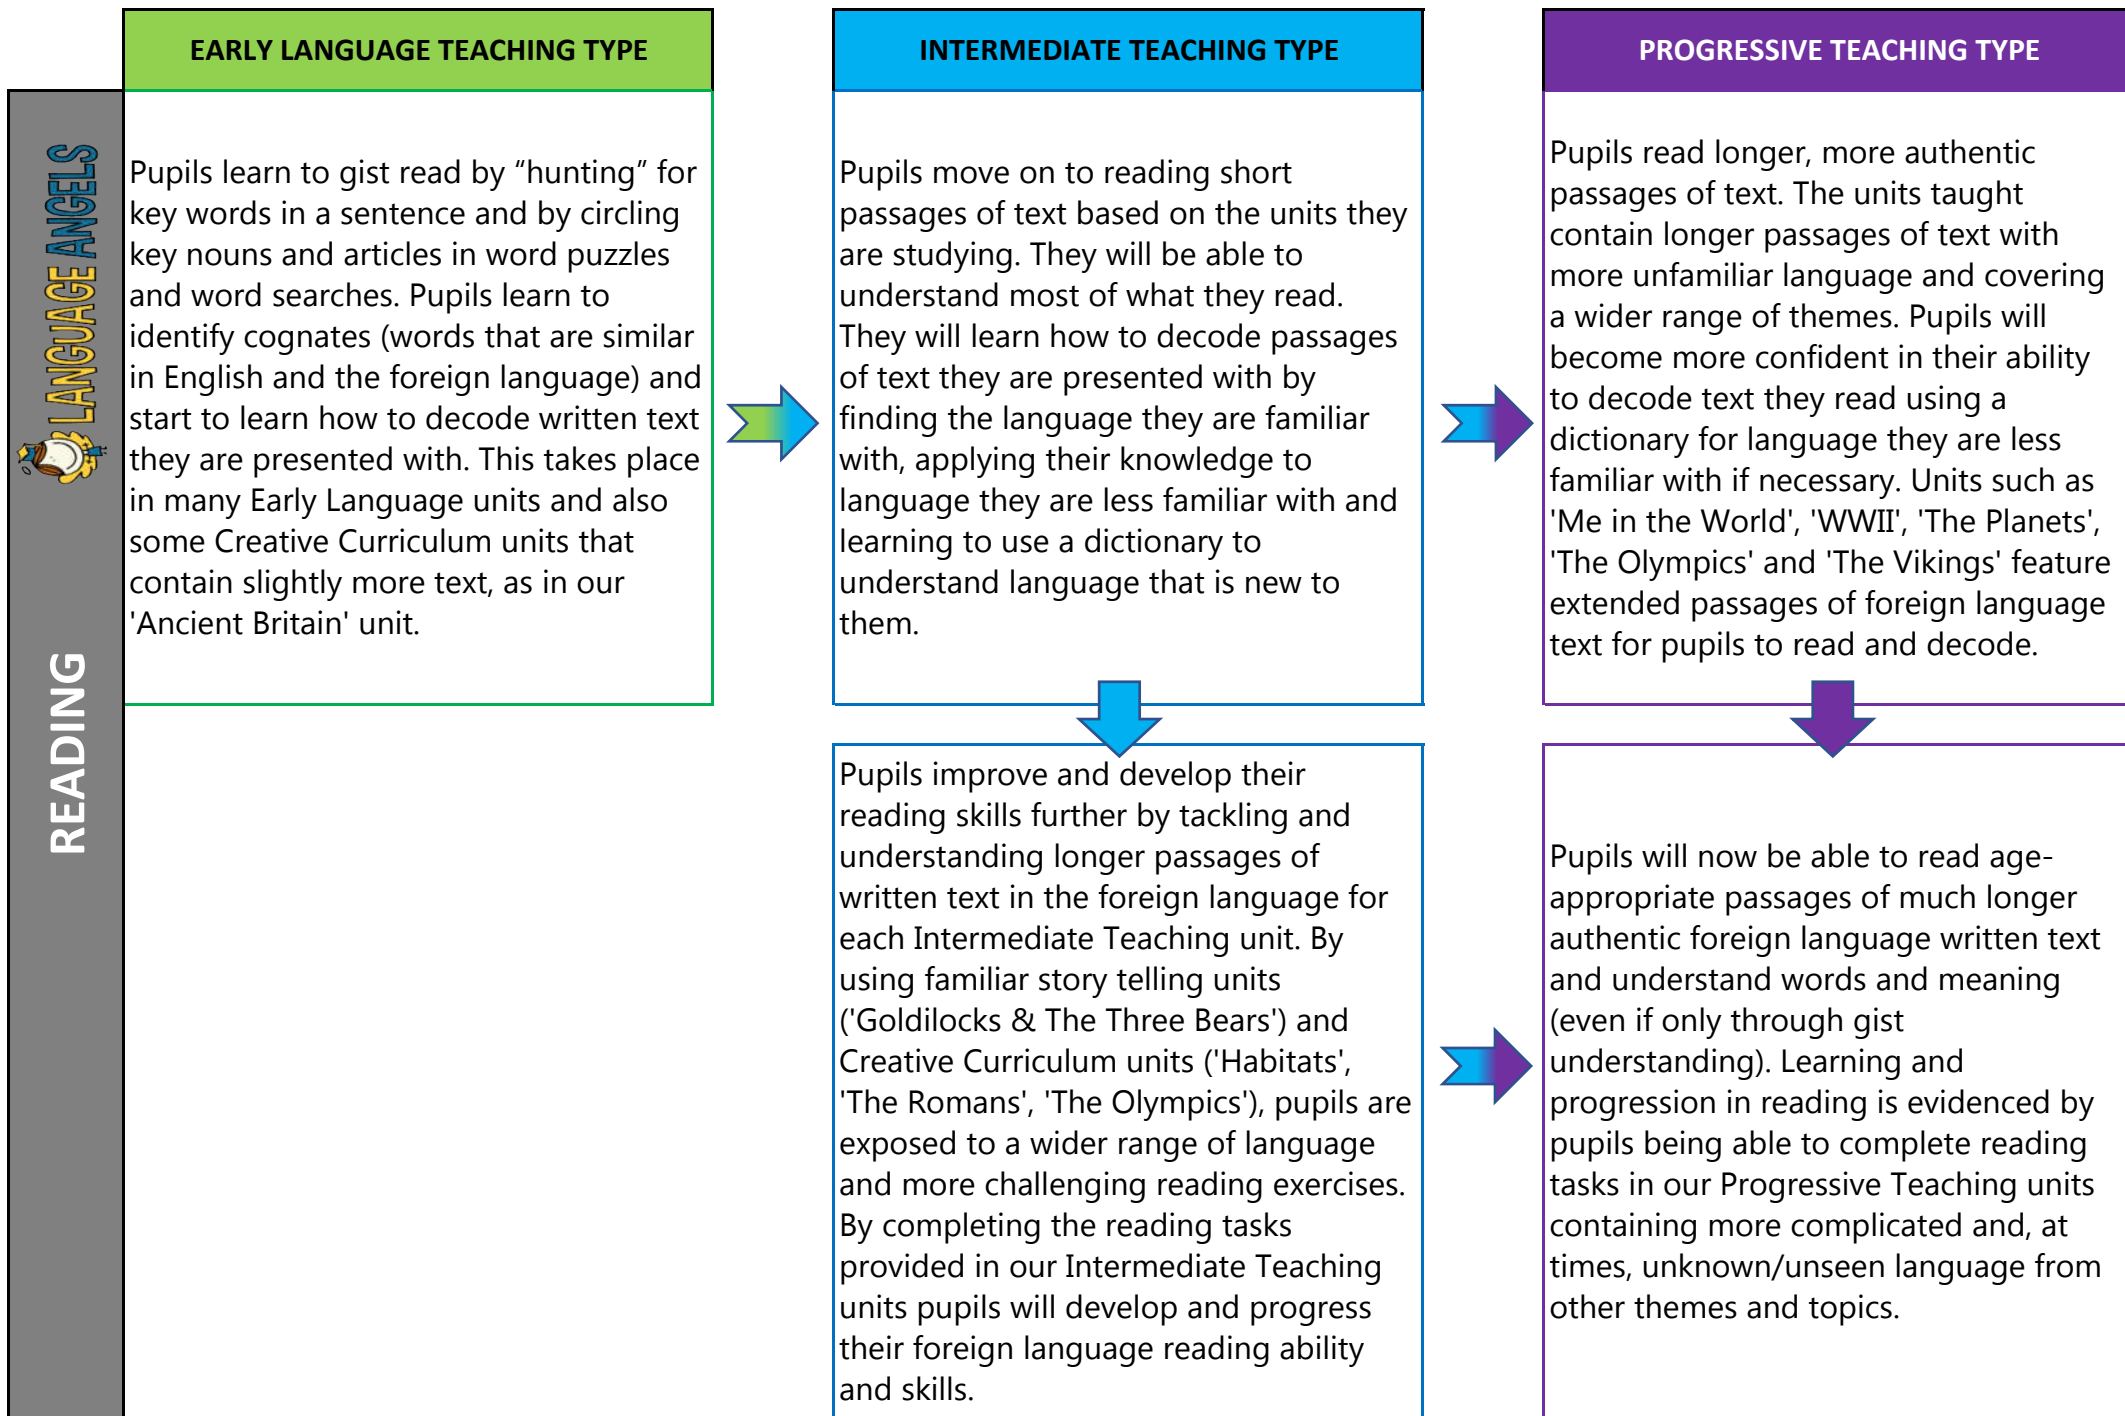 EARLY LANGUAGE TEACHING TYPE
INTERMEDIATE TEACHING TYPE
PROGRESSIVE TEACHING TYPE
LANGUAGE ANGELS
READING
Pupils learn to gist read by “hunting” for
key words in a sentence and by circling
key nouns and articles in word puzzles
and word searches. Pupils learn to
identify cognates (words that are similar
in English and the foreign language) and
start to learn how to decode written text
they are presented with. This takes place
in many Early Language units and also
some Creative Curriculum units that
contain slightly more text, as in our
'Ancient Britain' unit.
Pupils move on to reading short
passages of text based on the units they
are studying. They will be able to
understand most of what they read.
They will learn how to decode passages
of text they are presented with by
finding the language they are familiar
with, applying their knowledge to
language they are less familiar with and
learning to use a dictionary to
understand language that is new to
them.
Pupils read longer, more authentic
passages of text. The units taught
contain longer passages of text with
more unfamiliar language and covering
a wider range of themes. Pupils will
become more confident in their ability
to decode text they read using a
dictionary for language they are less
familiar with if necessary. Units such as
'Me in the World', 'WWII', 'The Planets',
'The Olympics' and 'The Vikings' feature
extended passages of foreign language
text for pupils to read and decode.
Pupils improve and develop their
reading skills further by tackling and
understanding longer passages of
written text in the foreign language for
each Intermediate Teaching unit. By
using familiar story telling units
('Goldilocks & The Three Bears') and
Creative Curriculum units ('Habitats',
'The Romans', 'The Olympics'), pupils are
exposed to a wider range of language
and more challenging reading exercises.
By completing the reading tasks
provided in our Intermediate Teaching
units pupils will develop and progress
their foreign language reading ability
and skills.
Pupils will now be able to read age-
appropriate passages of much longer
authentic foreign language written text
and understand words and meaning
(even if only through gist
understanding). Learning and
progression in reading is evidenced by
pupils being able to complete reading
tasks in our Progressive Teaching units
containing more complicated and, at
times, unknown/unseen language from
other themes and topics.